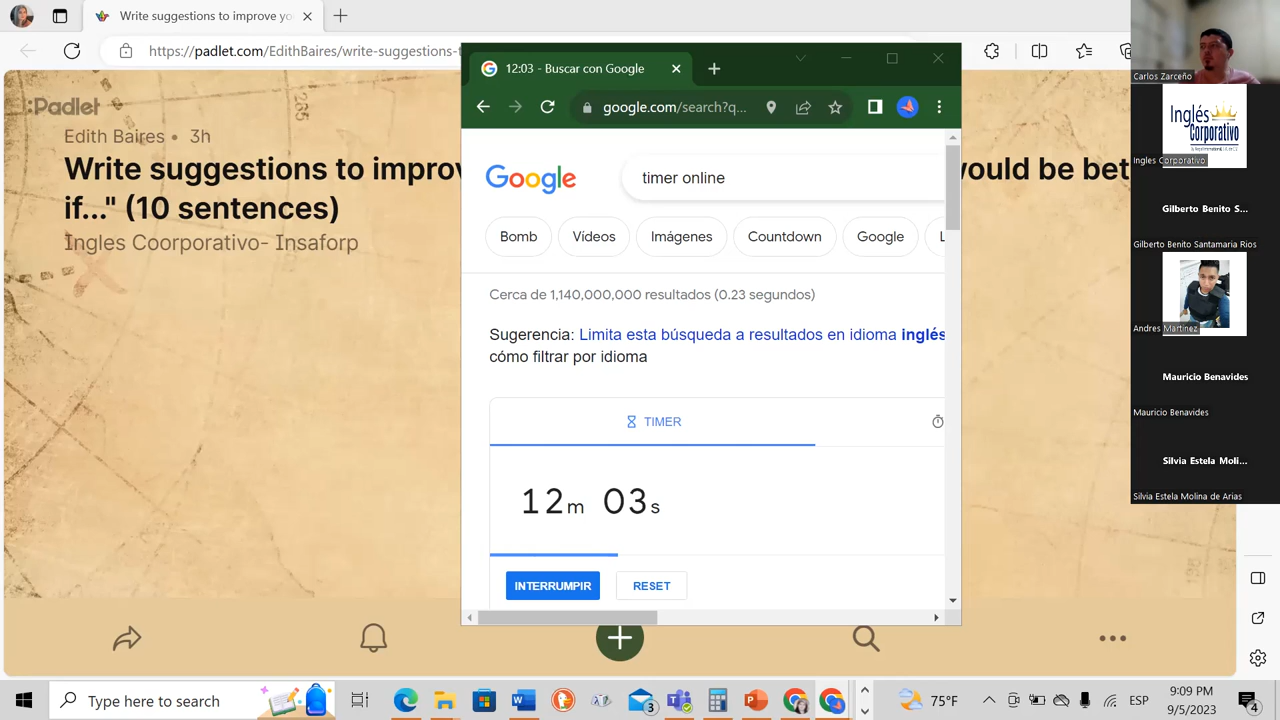 Write suggestions to improve yo
https://padlet.com/EdithBaires/write-suggestions-t
:Padlet
Edith Baires • 3h
Write suggestions to improv
would be bet
if..." (10 sentences)
Ingles Coorporativo- Insaforp
12:03 - Buscar con Google
google.com/search?q...
Google
timer online
Bomb
Vídeos
Imágenes
Countdown
Google
L
Cerca de 1,140,000,000 resultados (0.23 segundos)
Sugerencia: Limita esta búsqueda a resultados en idioma inglés
cómo filtrar por idioma
TIMER
12m 03s
INTERRUMPIR
RESET
Carlos Zarceño
Inglés
Corporativo
Ingles Corporativo
Gilberto Benito S...
Gilberto Benito Santamaria Rios
Andres Martinez
Mauricio Benavides
Mauricio Benavides
Silvia Estela Moli...
Silvia Estela Molina de Arias
Type here to search
3
75°F
ESP
9:09 PM
9/5/2023
4